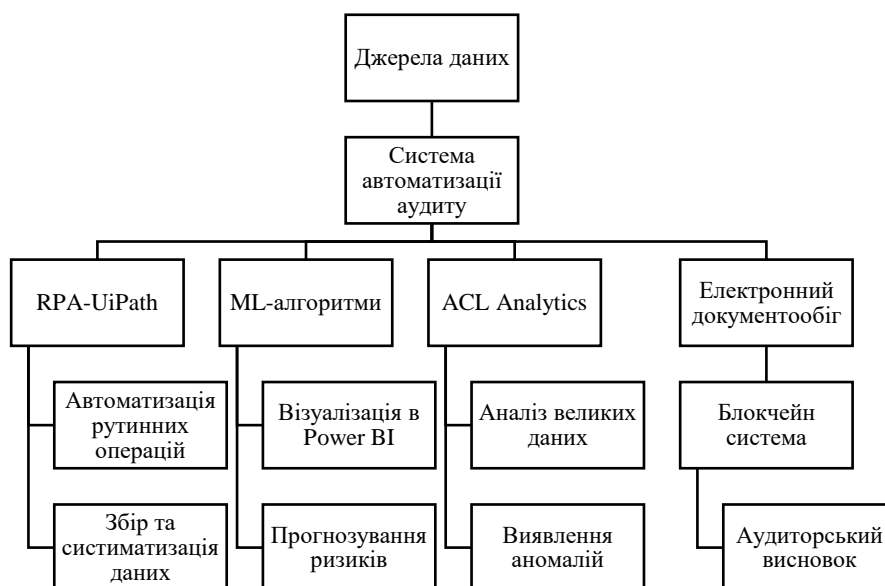 Джерела даних
Система
автоматизації
аудиту
RPA-UiPath
ML-алгоритми
ACL Analytics
Електронний
документообіг
Автоматизація
рутинних
операцій
Візуалізація в
Power BI
Аналіз великих
даних
Блокчейн
система
Збір та
систиматизація
даних
Прогнозування
ризиків
Виявлення
аномалій
Аудиторський
висновок